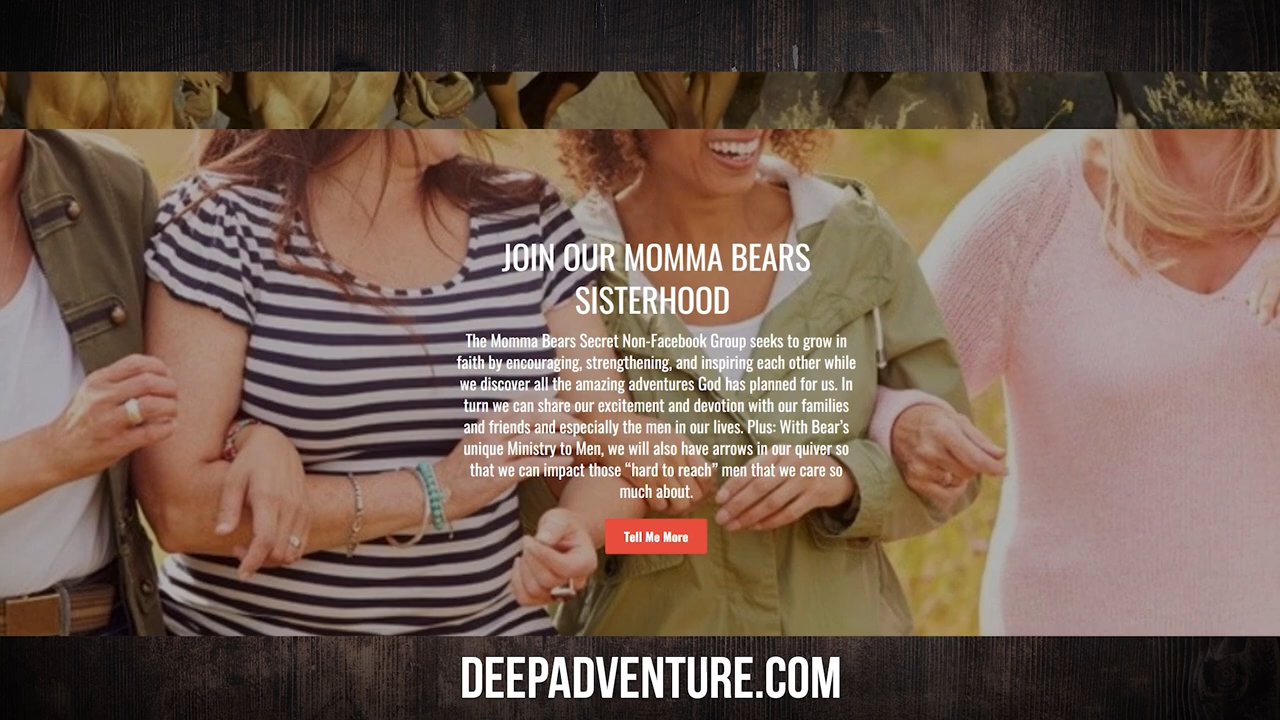 JOIN OUR MOMMA BEARS
SISTERHOOD
The Momma Bears Secret Non-Facebook Group seeks to grow in
faith by encouraging, strengthening, and inspiring each other while
we discover all the amazing adventures God has planned for us. In
turn we can share our excitement and devotion with our families
and friends and especially the men in our lives. Plus: With Bear’s
unique Ministry to Men, we will also have arrows in our quiver so
that we can impact those “hard to reach” men that we care so
much about.
Tell Me More
DEEPADVENTURE.COM